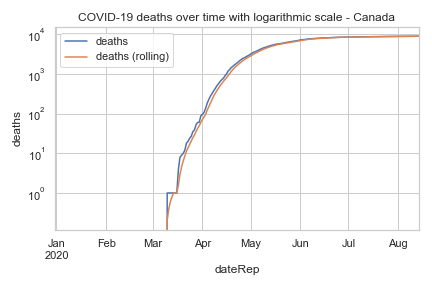 COVID-19 deaths over time with logarithmic scale - Canada
deaths
deaths (rolling)
deaths
10⁴
10³
10²
10¹
10⁰
Jan Feb Mar Apr May Jun Jul Aug
2020
dateRep